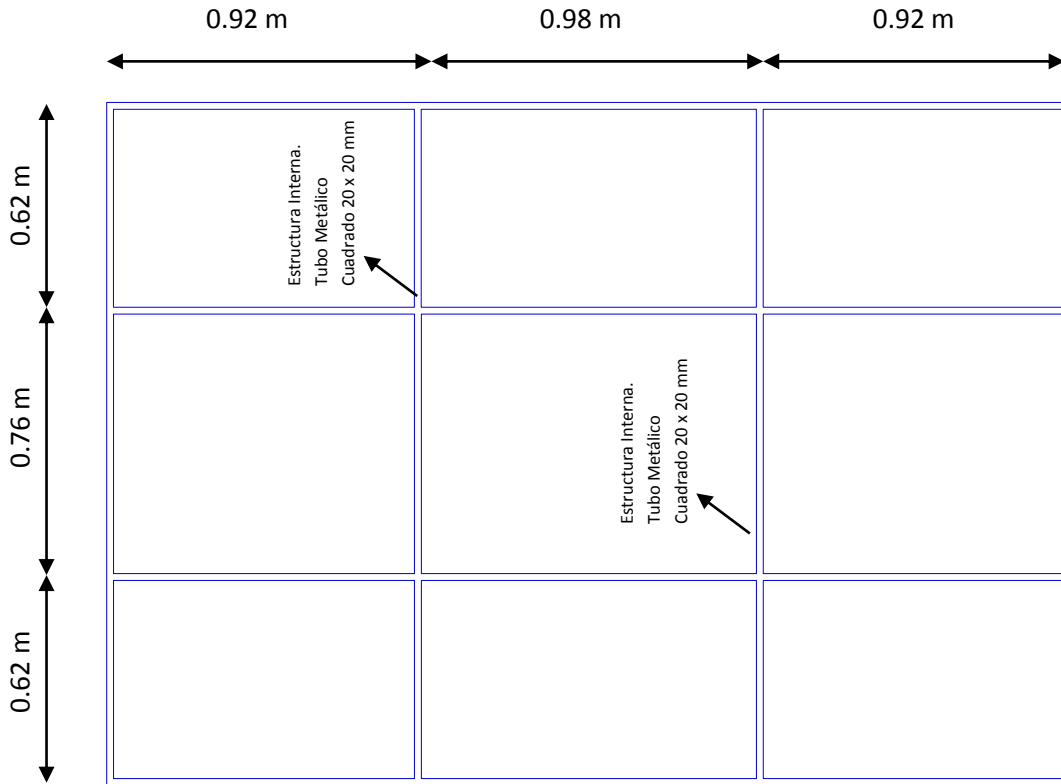 0.92 m
0.98 m
0.92 m
0.62 m
Estructura Interna.
Tubo Metálico
Cuadrado 20 x 20 mm
0.76 m
Estructura Interna.
Tubo Metálico
Cuadrado 20 x 20 mm
0.62 m